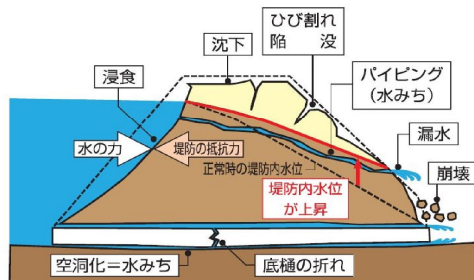 ひび割れ
陥 没
沈下
浸食
パイピング
(水みち)
漏水
水の力
堤防の抵抗力
正常時の堤防内水位
崩壊
堤防内水位
が上昇
空洞化=水みち
底樋の折れ